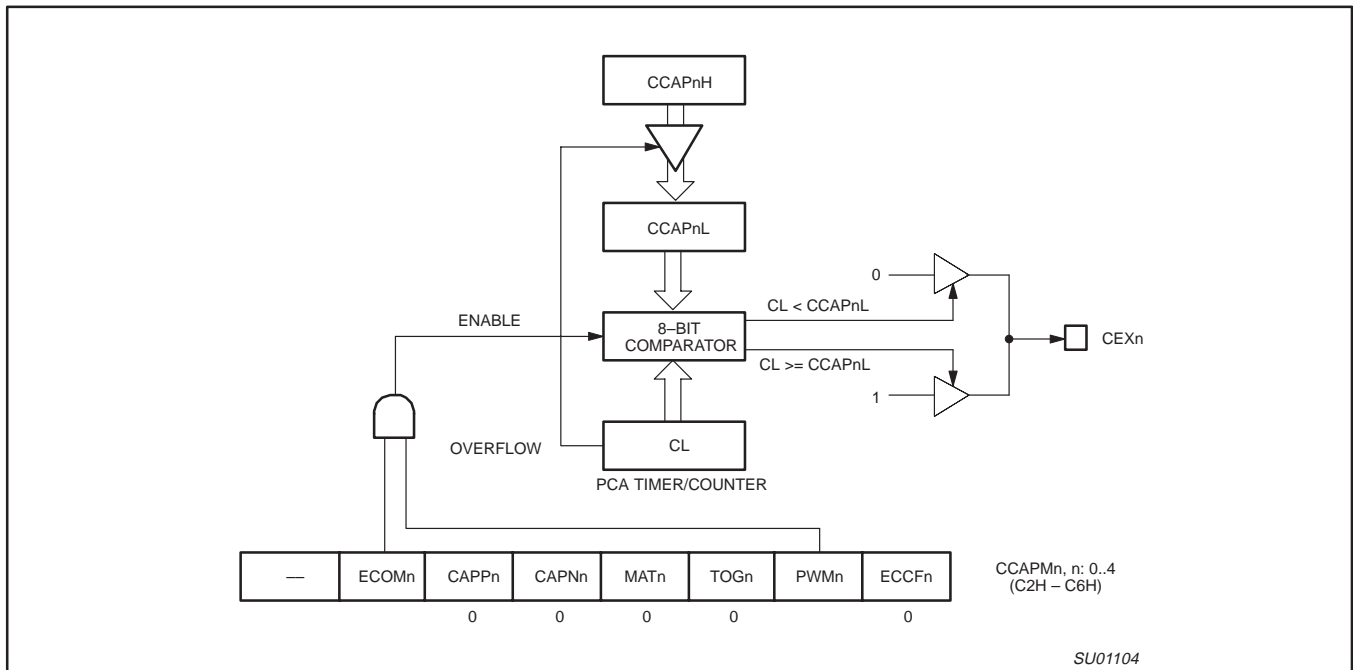 CCAPnH
CCAPnL
0
CL < CCAPnL
ENABLE
8–BIT
COMPARATOR
CEXn
CL >= CCAPnL
1
OVERFLOW
CL
PCA TIMER/COUNTER
— ECOMn CAPPn CAPNn MATn TOGn PWMn ECCFn
CCAPMn, n: 0..4
(C2H – C6H)
0 0 0 0 0
SU01104